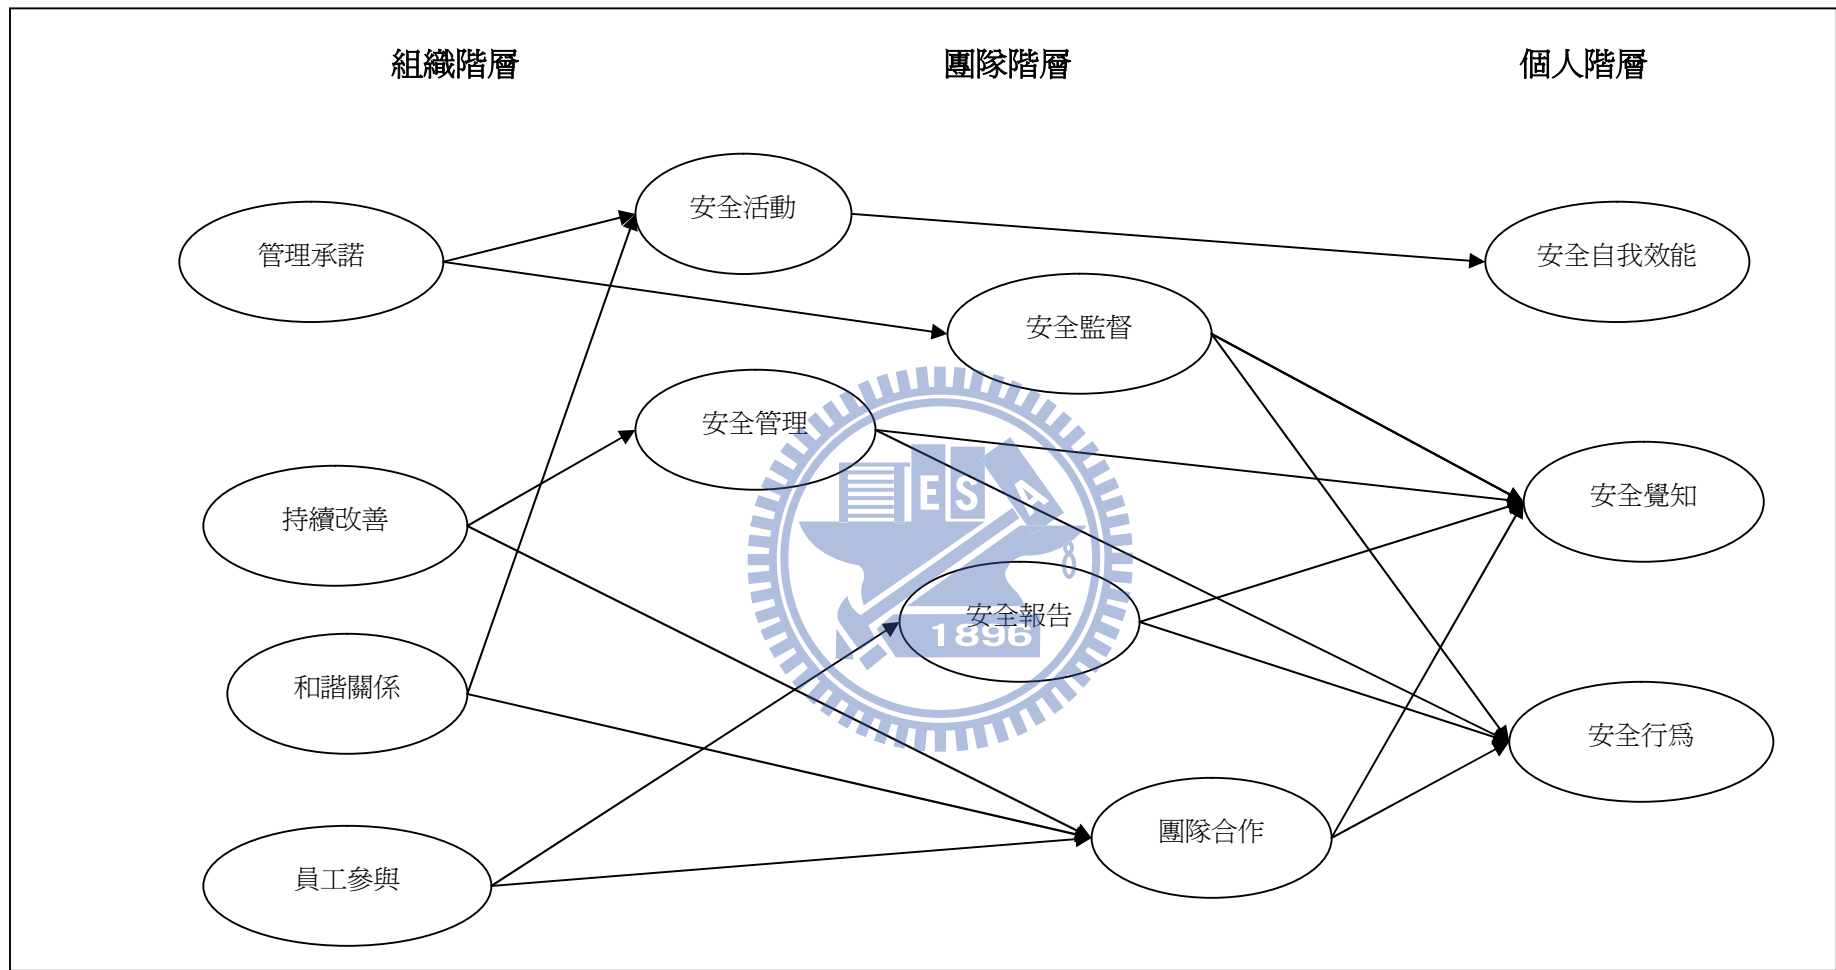 組織階層
團隊階層
個人階層
安全活動
管理承諾
安全自我效能
安全監督
安全管理
安全覺知
持續改善
ESA
安全報告
1896
和諧關係
安全行爲
團隊合作
員工參與